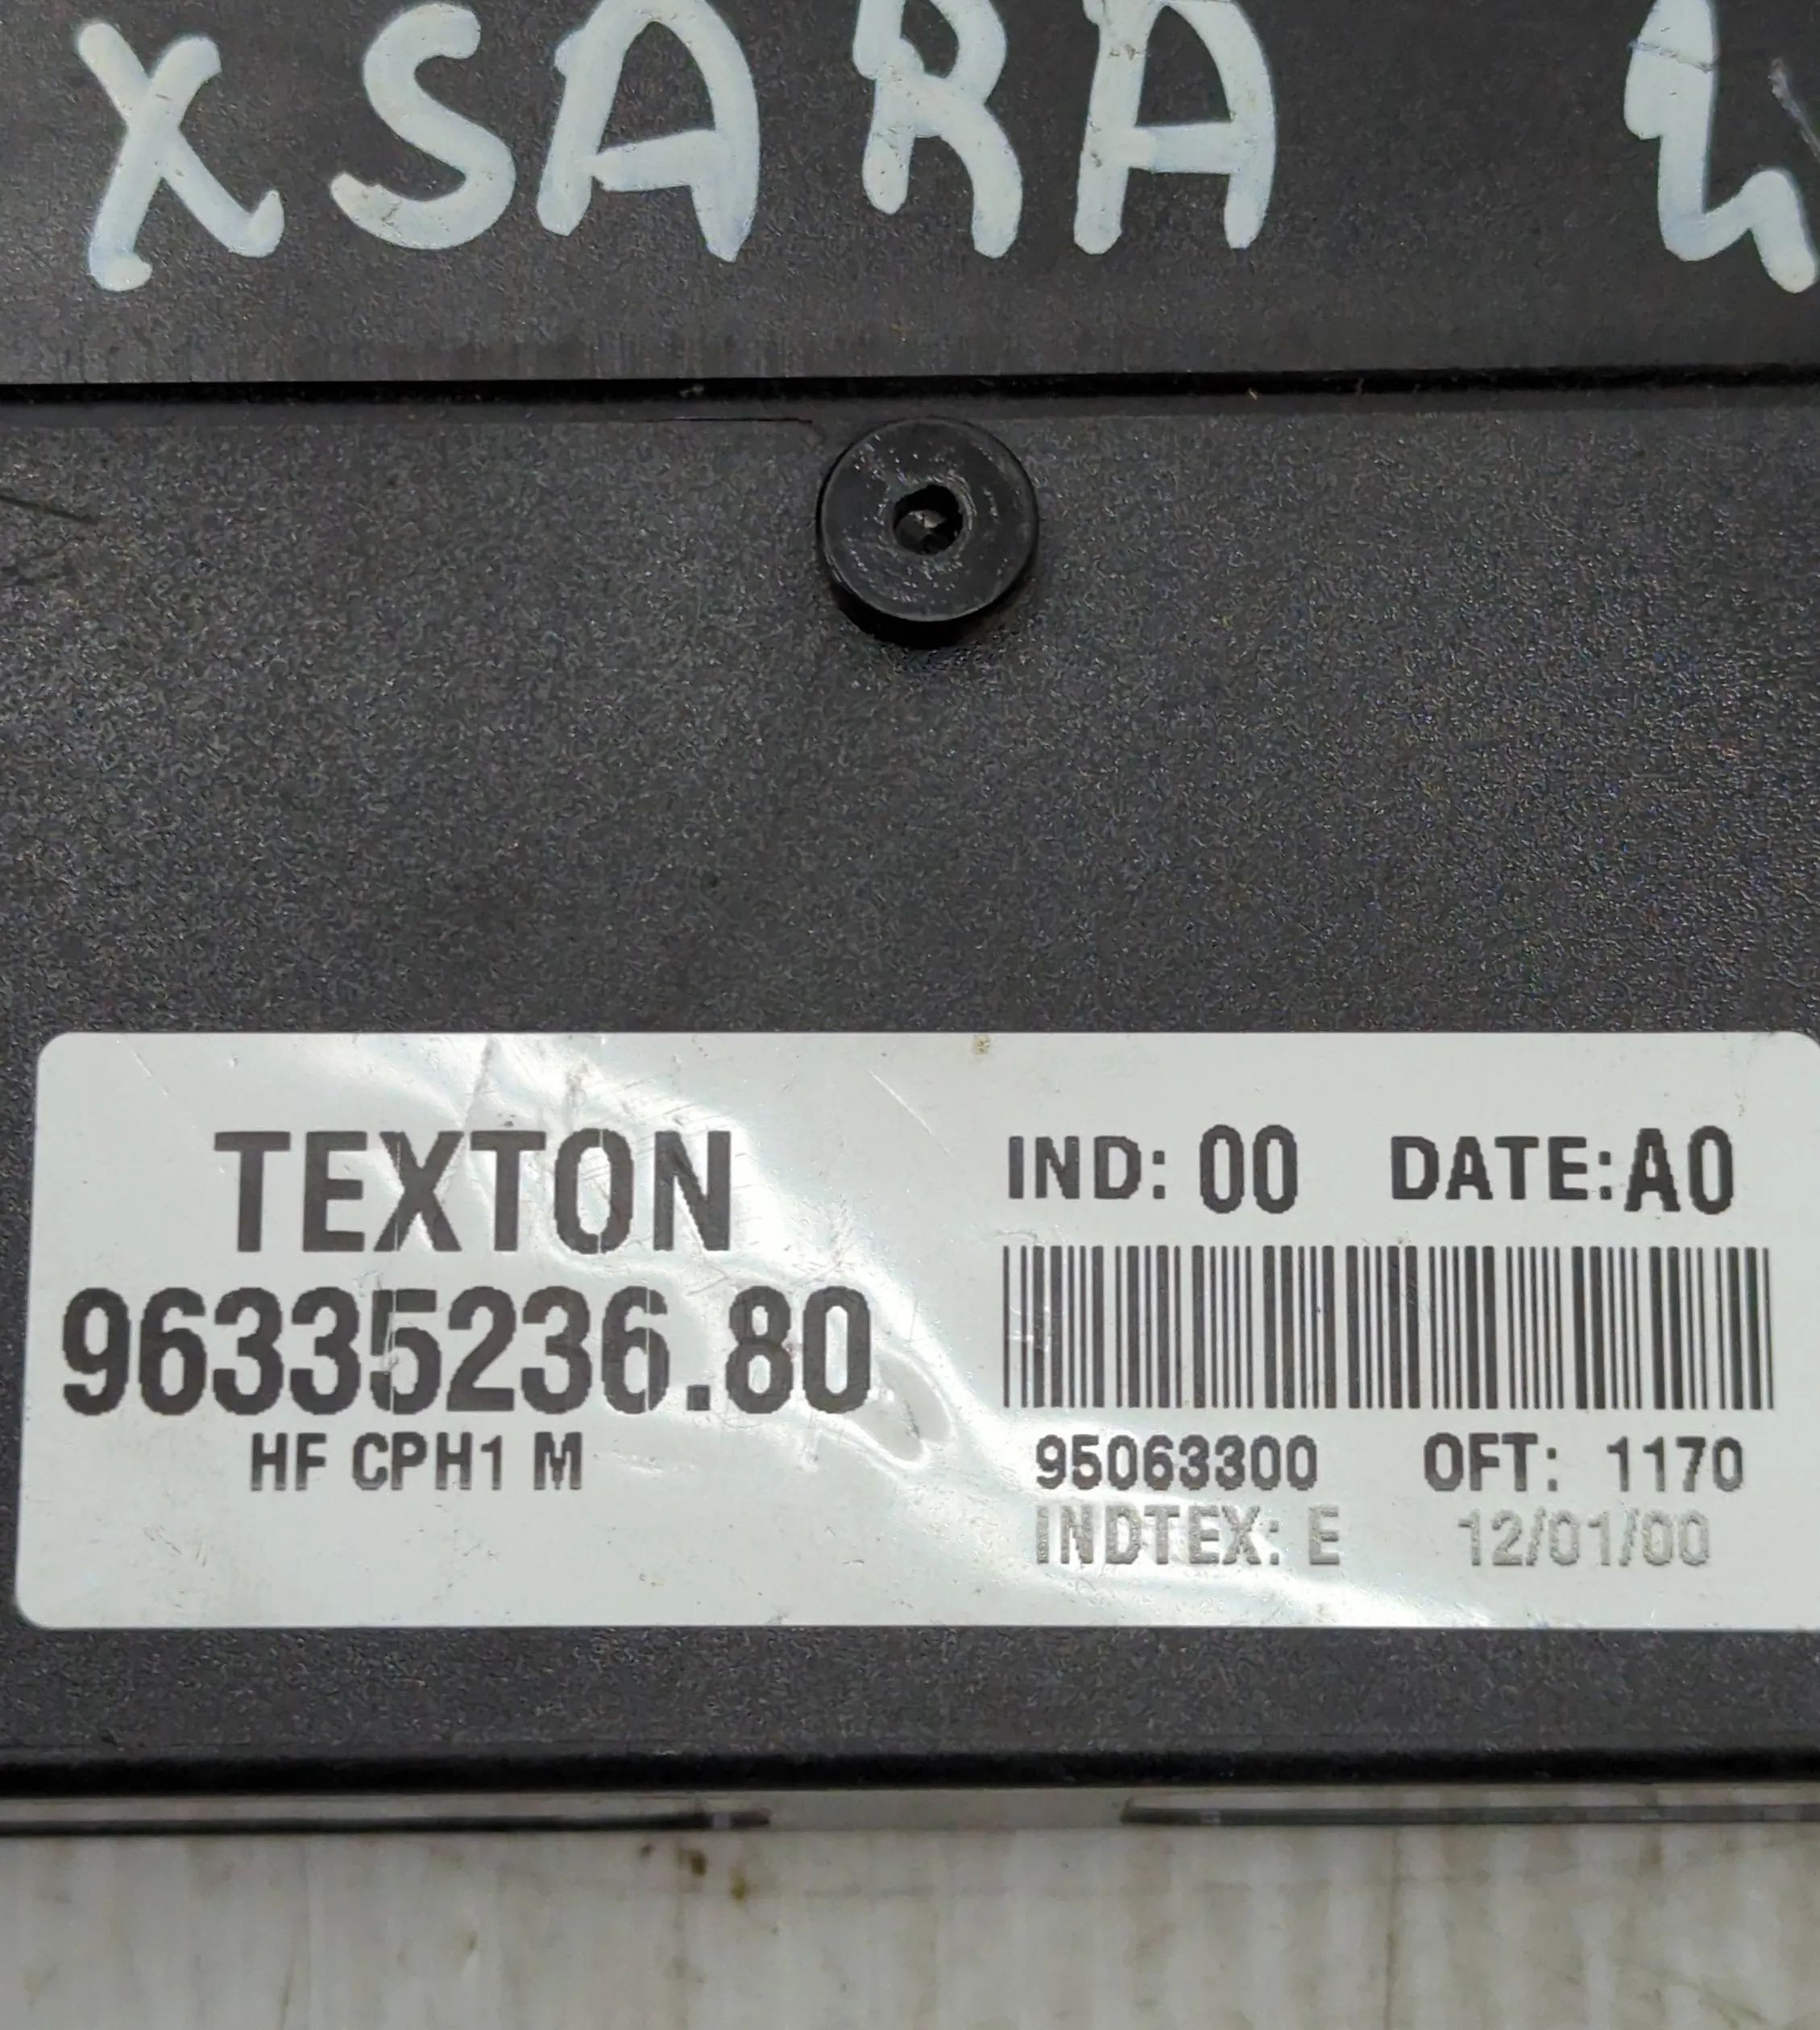 XSARA
TEXTON
96335236.80
HF CPH1 M
IND: 00 DATE: A0
95063300 OFT: 1170
INDTEX: E 12/01/00